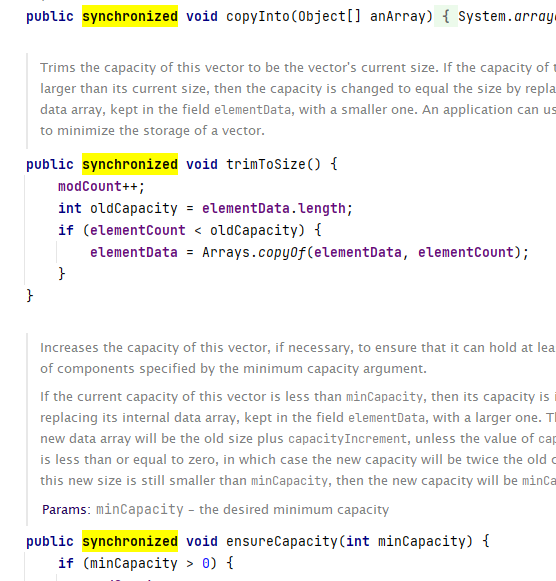 public synchronized void copyInto(Object[] anArray) { System.array
Trims the capacity of this vector to be the vector's current size. If the capacity of
larger than its current size, then the capacity is changed to equal the size by
data array, kept in the field elementData, with a smaller one. An application can
to minimize the storage of a vector.
public synchronized void trimToSize() {
modCount++;
int oldCapacity = elementData.length;
if (elementCount < oldCapacity) {
elementData = Arrays.copyOf(elementData, elementCount);
}
}
Increases the capacity of this vector, if necessary, to ensure that it can hold at
of components specified by the minimum capacity argument.
If the current capacity of this vector is less than minCapacity, then its capacity is
replacing its internal data array, kept in the field elementData, with a larger one.
new data array will be the old size plus capacityIncrement, unless the value of
is less than or equal to zero, in which case the new capacity will be twice the old
this new size is still smaller than minCapacity, then the new capacity will be
Params: minCapacity – the desired minimum capacity
public synchronized void ensureCapacity(int minCapacity) {
if (minCapacity > 0) {